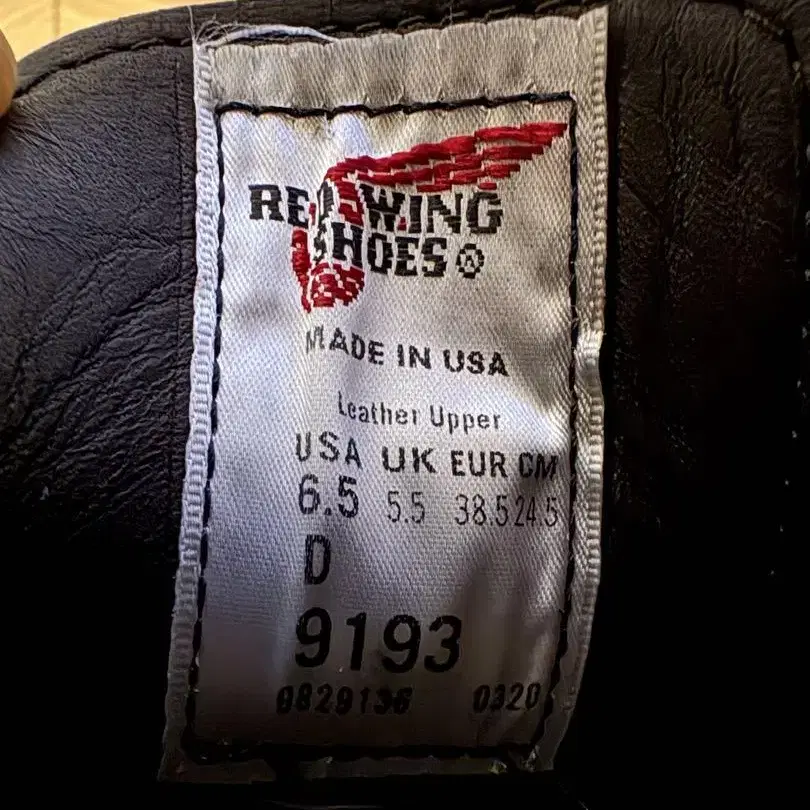 RED WING
SHOES ®
MADE IN USA
Leather Upper
USA UK EUR CM
6.5 5.5 38.5 24.5
D
9193
0829136 0320